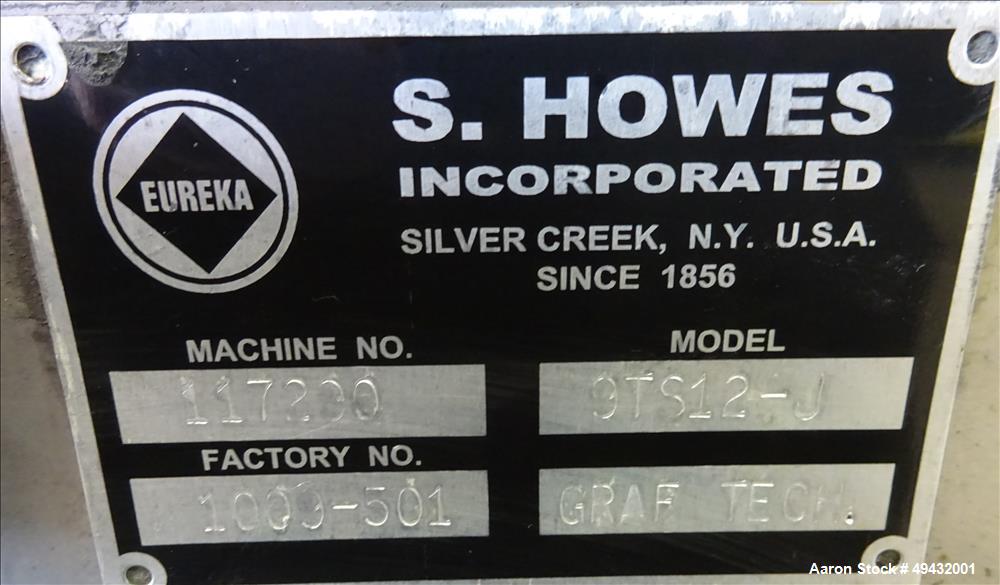 S. HOWES
INCORPORATED
EUREKA
SILVER CREEK, N.Y. U.S.A.
SINCE 1856
MACHINE NO.
MODEL
9TS12-J
FACTORY NO.
1009-501
GRAF TECH.
Aaron Stock # 49432001